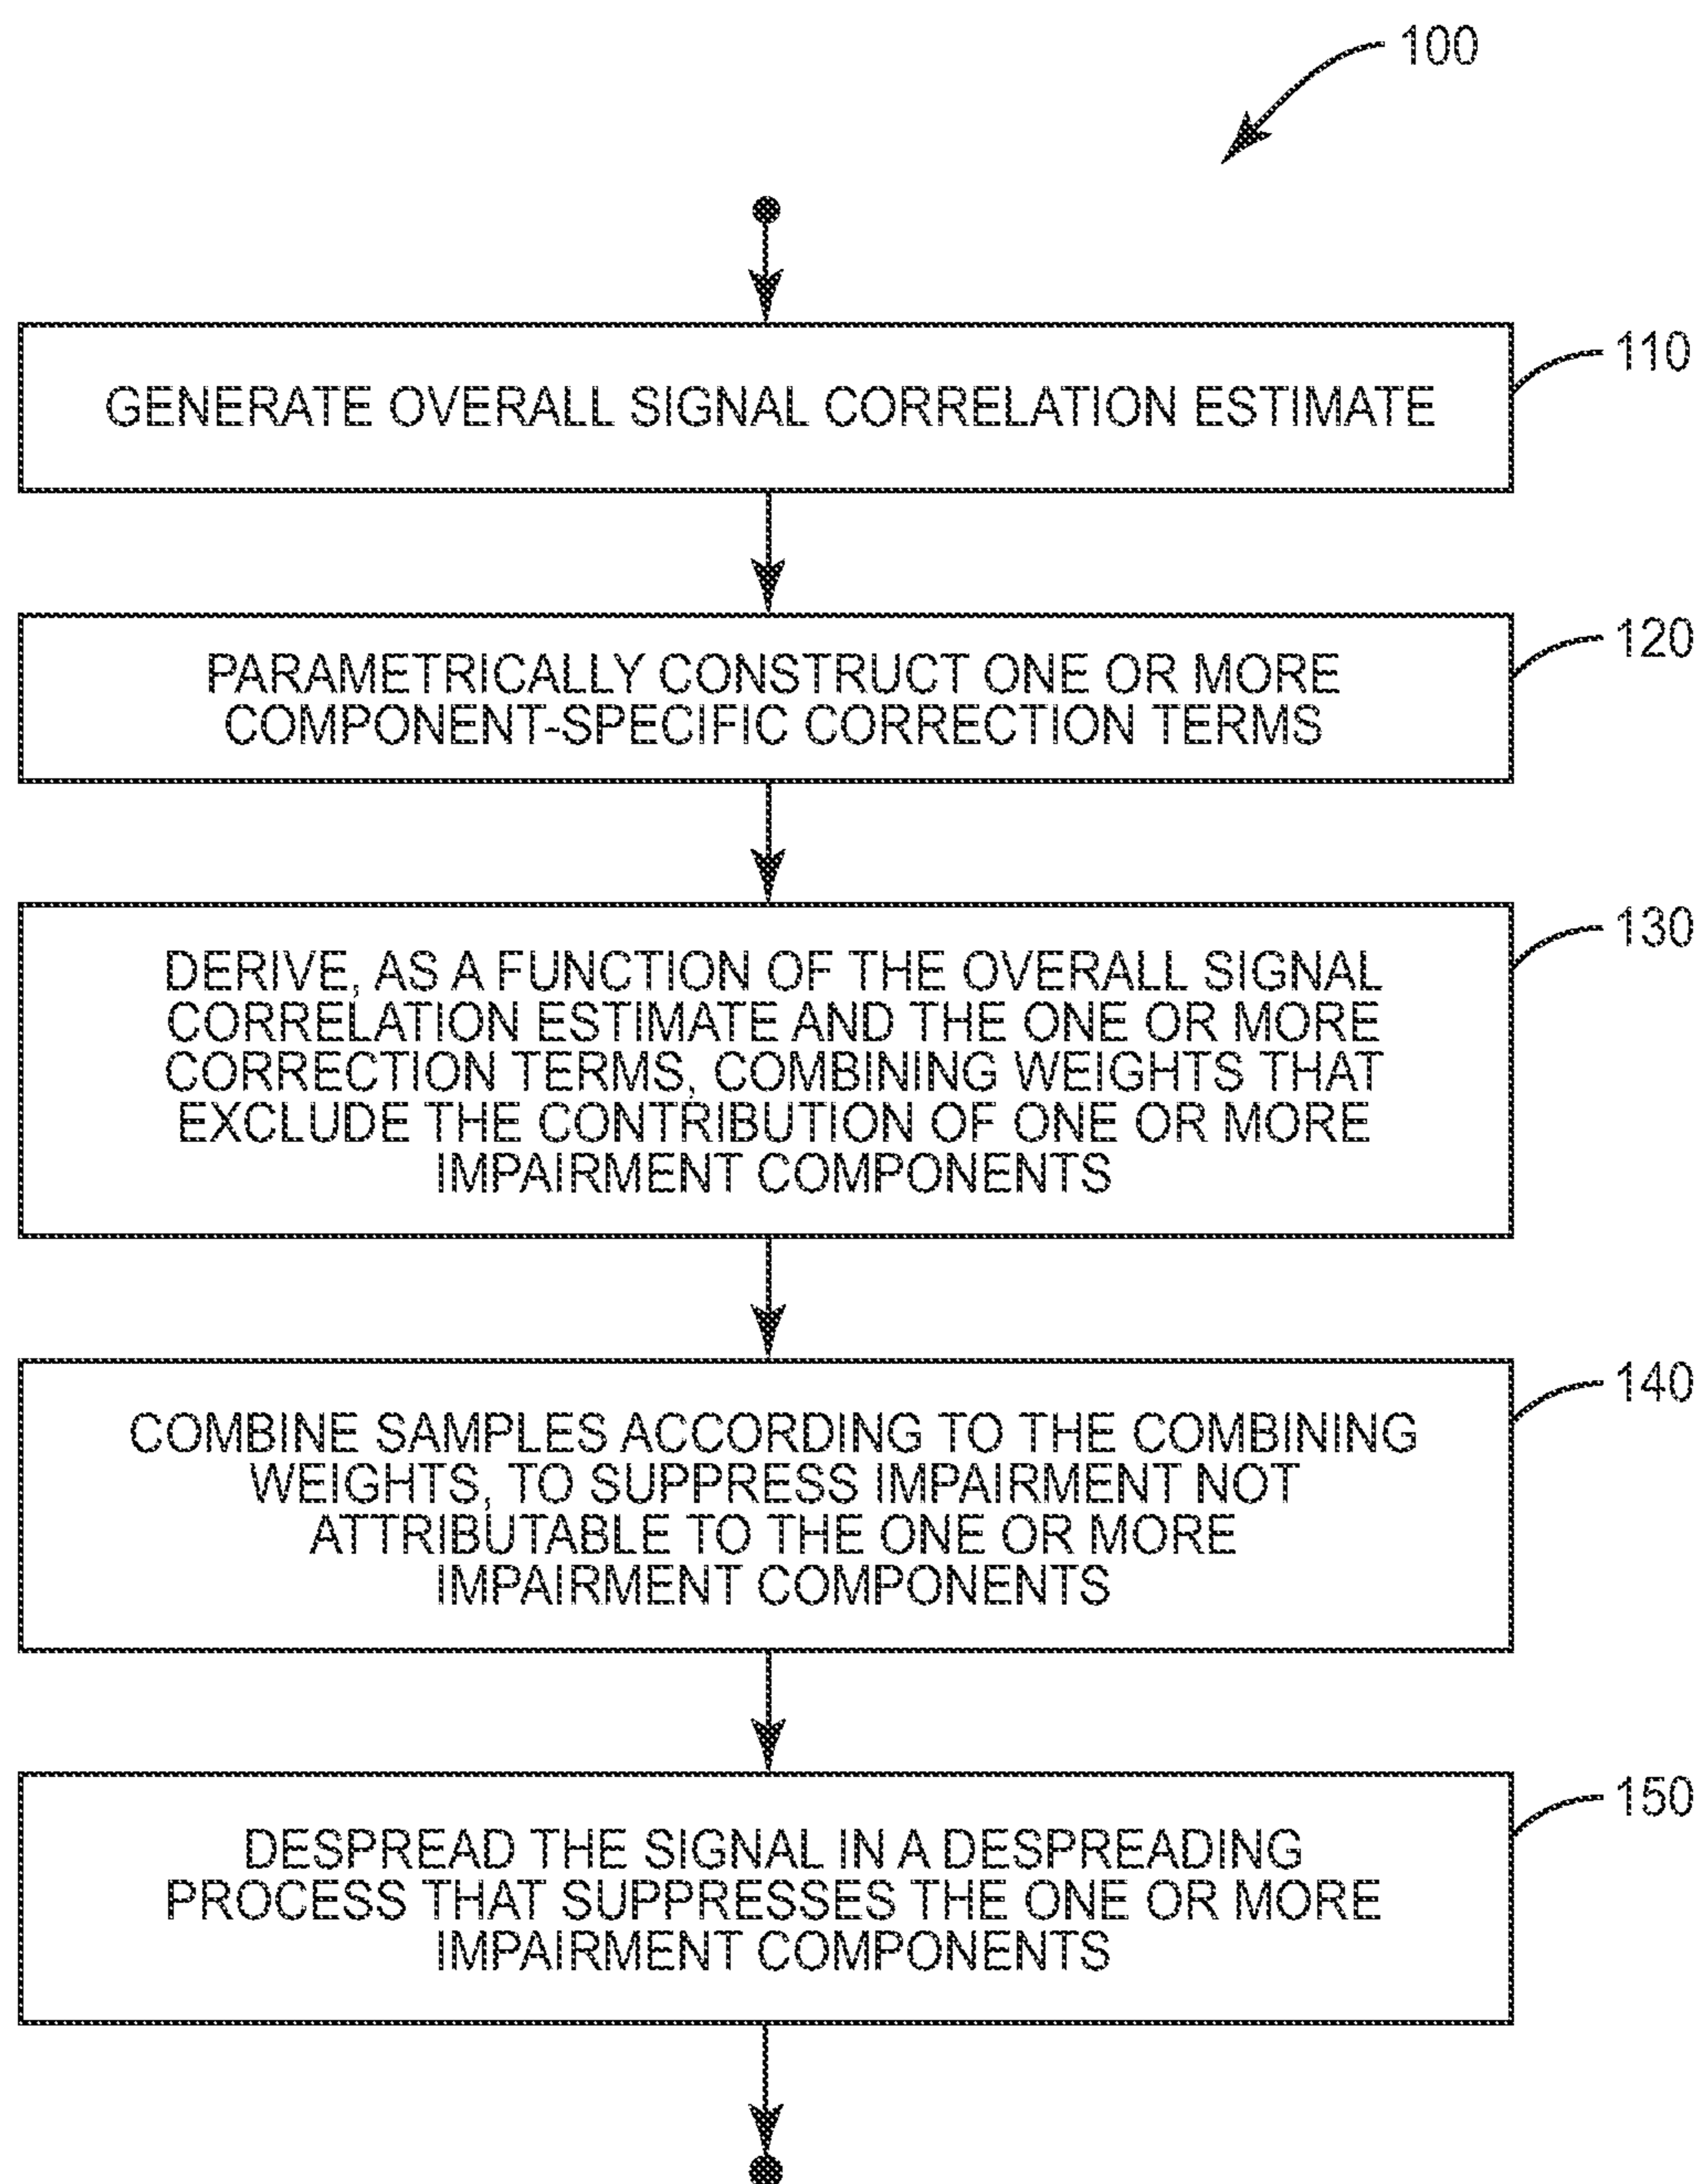 100
GENERATE OVERALL SIGNAL CORRELATION ESTIMATE
110
PARAMETRICALLY CONSTRUCT ONE OR MORE
COMPONENT-SPECIFIC CORRECTION TERMS
120
DERIVE, AS A FUNCTION OF THE OVERALL SIGNAL
CORRELATION ESTIMATE AND THE ONE OR MORE
CORRECTION TERMS, COMBINING WEIGHTS THAT
EXCLUDE THE CONTRIBUTION OF ONE OR MORE
IMPAIRMENT COMPONENTS
130
COMBINE SAMPLES ACCORDING TO THE COMBINING
WEIGHTS, TO SUPPRESS IMPAIRMENT NOT
ATTRIBUTABLE TO THE ONE OR MORE
IMPAIRMENT COMPONENTS
140
DESPREAD THE SIGNAL IN A DESPREADING
PROCESS THAT SUPPRESSES THE ONE OR MORE
IMPAIRMENT COMPONENTS
150